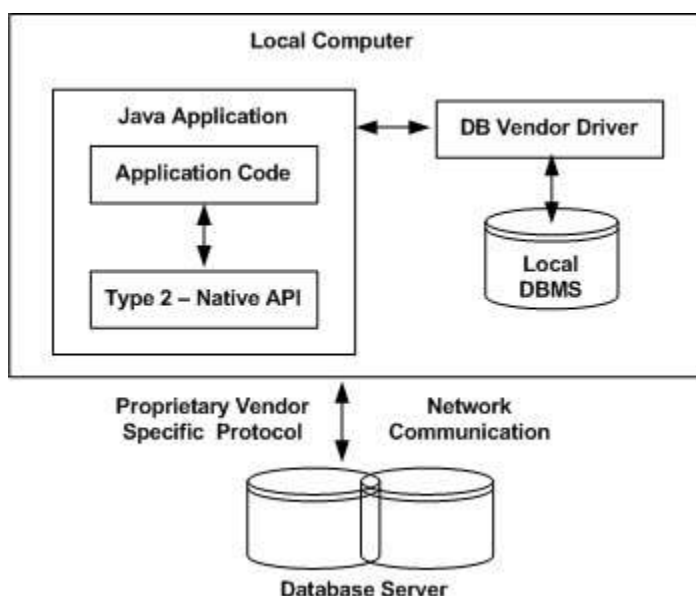 Local Computer
Java Application
Application Code
Type 2 – Native API
DB Vendor Driver
Local
DBMS
Proprietary Vendor
Specific Protocol
Network
Communication
Database Server